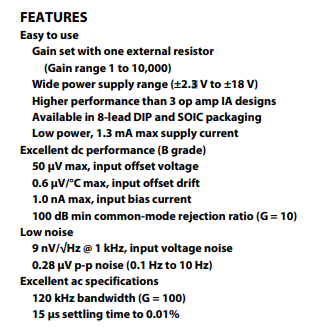 FEATURES
Easy to use
Gain set with one external resistor
(Gain range 1 to 10,000)
Wide power supply range (±2.3 V to ±18 V)
Higher performance than 3 op amp IA designs
Available in 8-lead DIP and SOIC packaging
Low power, 1.3 mA max supply current
Excellent dc performance (B grade)
50 μV max, input offset voltage
0.6 μV/°C max, input offset drift
1.0 nA max, input bias current
100 dB min common-mode rejection ratio (G = 10)
Low noise
9 nV/√Hz @ 1 kHz, input voltage noise
0.28 μV p-p noise (0.1 Hz to 10 Hz)
Excellent ac specifications
120 kHz bandwidth (G = 100)
15 μs settling time to 0.01%